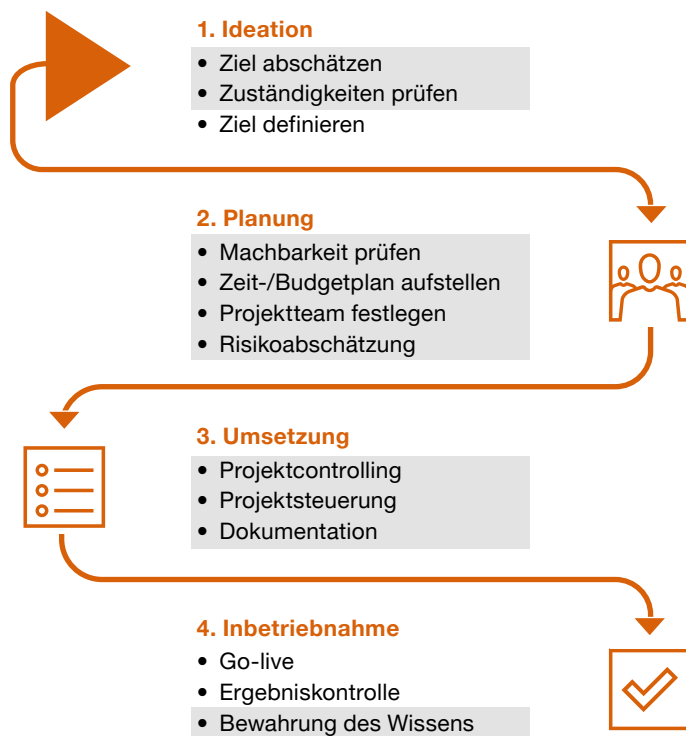 1. Ideation
• Ziel abschätzen
• Zuständigkeiten prüfen
• Ziel definieren
2. Planung
• Machbarkeit prüfen
• Zeit-/Budgetplan aufstellen
• Projektteam festlegen
• Risikoabschätzung
3. Umsetzung
• Projektcontrolling
• Projektsteuerung
• Dokumentation
4. Inbetriebnahme
• Go-live
• Ergebniskontrolle
• Bewahrung des Wissens